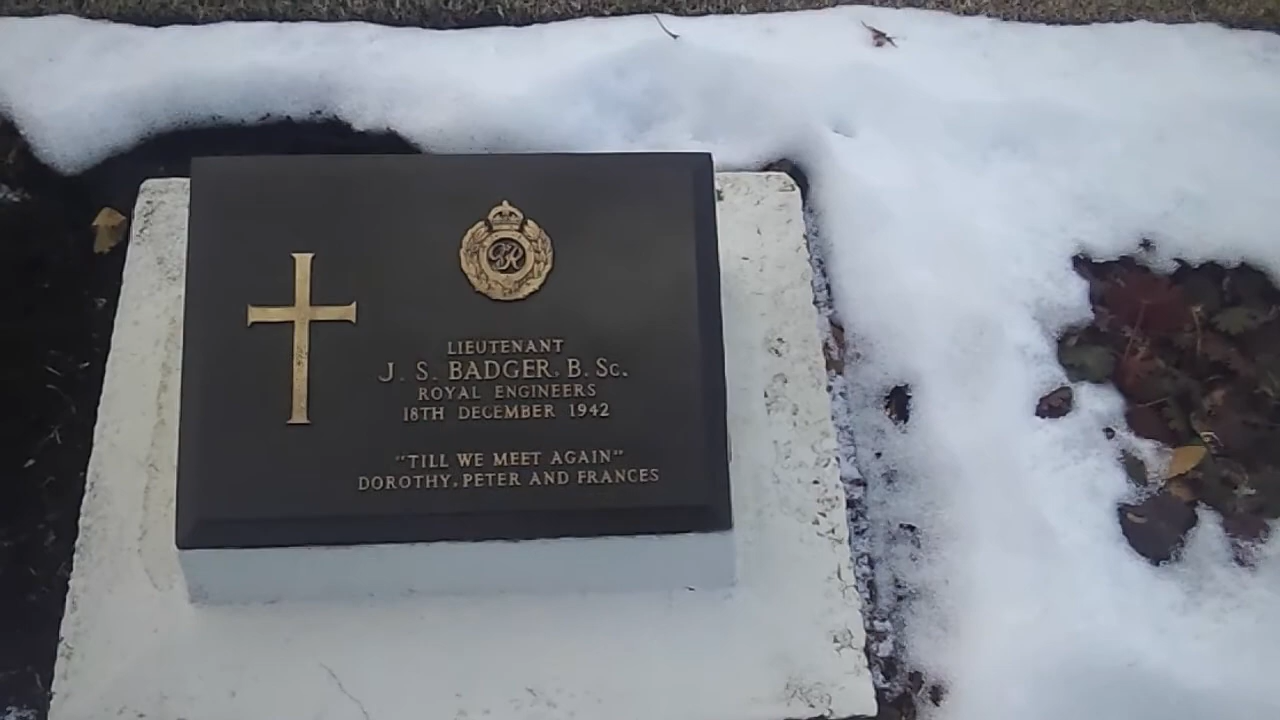 LIEUTENANT
J. S. BADGER, B. Sc.
ROYAL ENGINEERS
18TH DECEMBER 1942
"TILL WE MEET AGAIN"
DOROTHY, PETER AND FRANCES